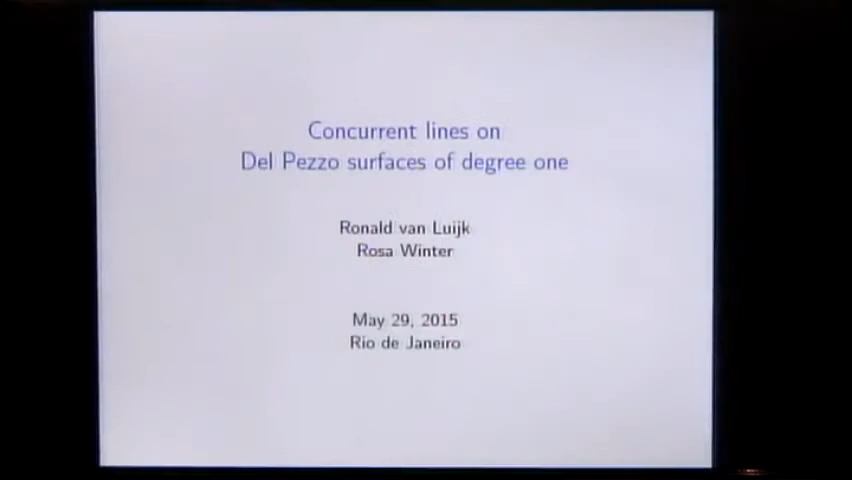 Concurrent lines on
Del Pezzo surfaces of degree one
Ronald van Luijk
Rosa Winter
May 29, 2015
Rio de Janeiro